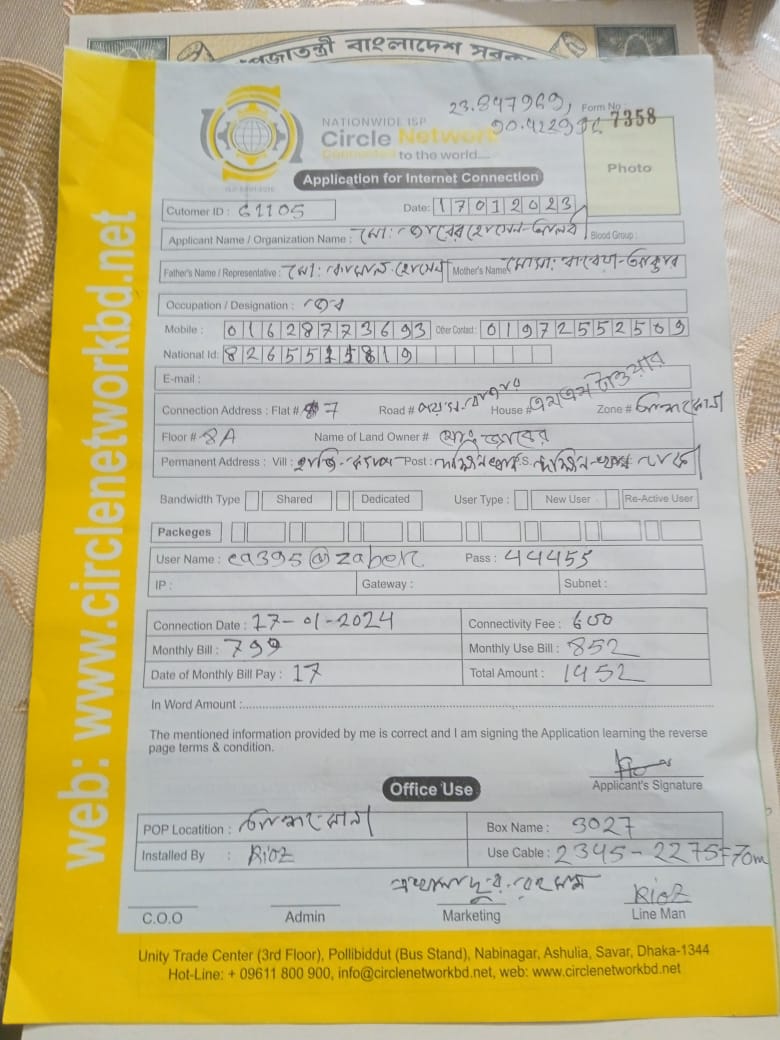 গণপ্রজাতন্ত্রী বাংলাদেশ সরকার
NATIONWIDE ISP
Circle Network
Connected to the world....
23.847969,
Form No :
7358
Photo
Application for Internet Connection
Cutomer ID : 61105
Date: 17012023
Applicant Name / Organization Name : মো:
Blood Group :
Father's Name / Representative : মো: হোসেন
Mother's Name: মোসা:
Occupation / Designation :
Mobile : 01628773693 Other Contact : 01972552509
National Id:
E-mail :
Connection Address : Flat # 7 Road # House # টাওয়ার Zone #
Floor # 8A Name of Land Owner #
Permanent Address : Vill : Post : P.S.
Bandwidth Type Shared Dedicated User Type : New User Re-Active User
Packeges
User Name : ea395@zaber Pass : 44455
IP : Gateway : Subnet :
Connection Date : 17-01-2024 Connectivity Fee : 600
Monthly Bill : 799 Monthly Use Bill : 852
Date of Monthly Bill Pay : 17 Total Amount : 1452
In Word Amount :
The mentioned information provided by me is correct and I am signing the Application learning the reverse
page terms & condition.
Applicant's Signature
Office Use
POP Locatition : Box Name : 3027
Installed By : Use Cable : 2345-2275=70m
C.O.O Admin Marketing Line Man
Unity Trade Center (3rd Floor), Pollibiddut (Bus Stand), Nabinagar, Ashulia, Savar, Dhaka-1344
Hot-Line: + 09611 800 900, info@circlenetworkbd.net, web: www.circlenetworkbd.net
web: www.circlenetworkbd.net